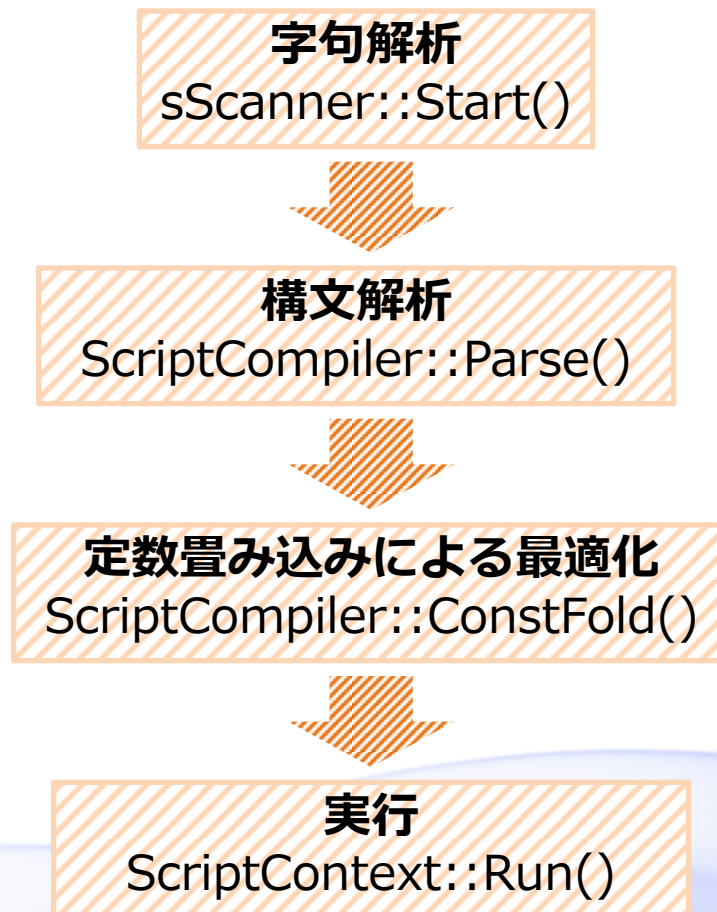 字句解析
sScanner::Start()
構文解析
ScriptCompiler::Parse()
定数畳み込みによる最適化
ScriptCompiler::ConstFold()
実行
ScriptContext::Run()